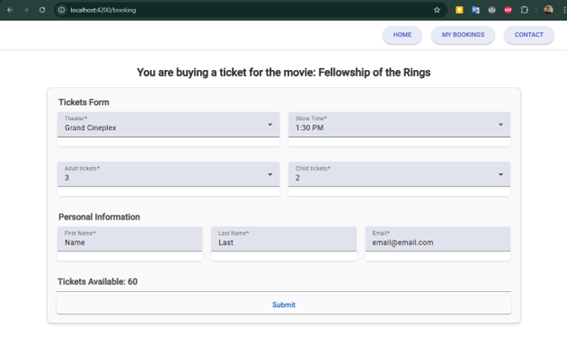 localhost:4200/booking
HOME
MY BOOKINGS
CONTACT
You are buying a ticket for the movie: Fellowship of the Rings
Tickets Form
Theater*
Show Time*
Grand Cineplex
1:30 PM
Adult tickets*
Child tickets*
3
2
Personal Information
First Name*
Last Name*
Email*
Name
Last
email@email.com
Tickets Available: 60
Submit